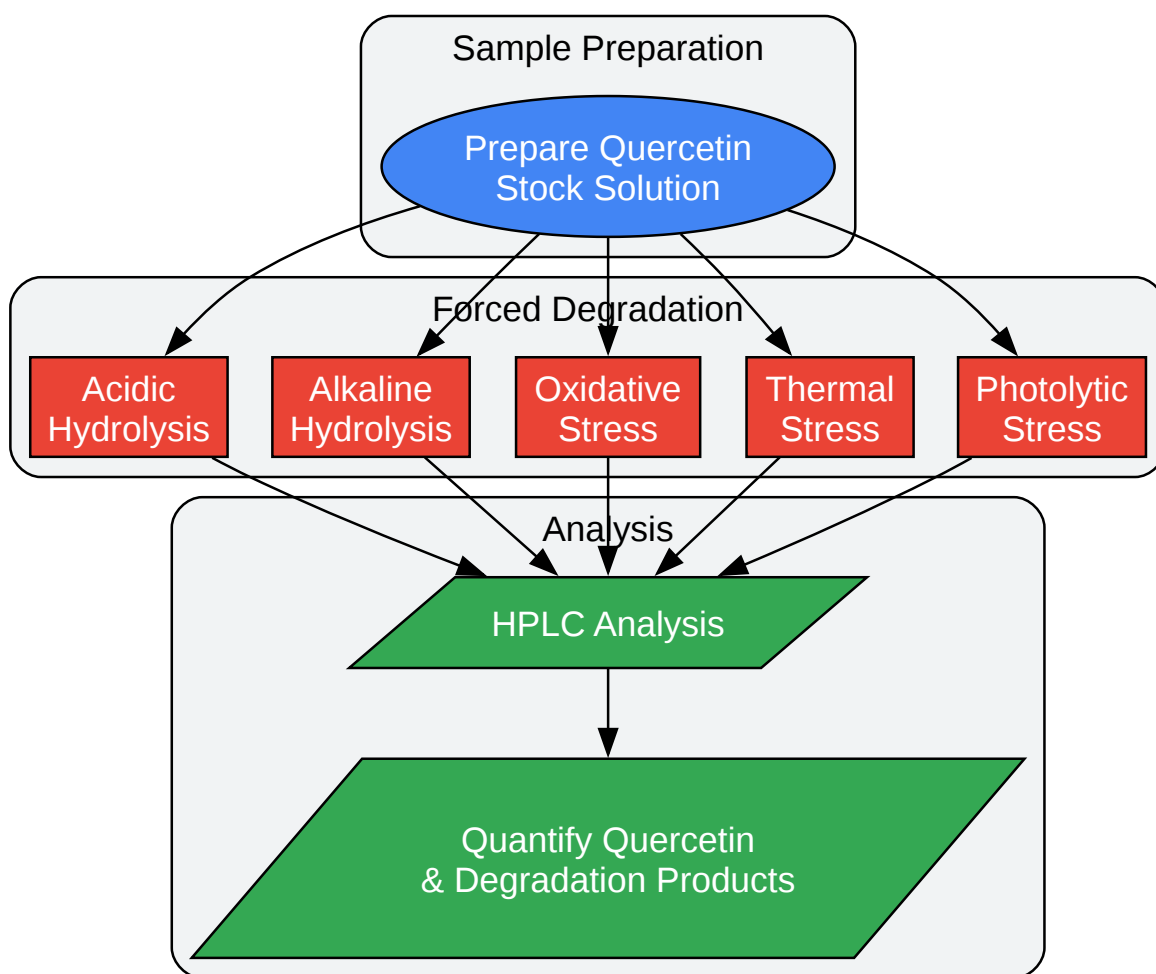 Sample Preparation
Prepare Quercetin
Stock Solution
Forced Degradation
Acidic
Hydrolysis
Alkaline
Hydrolysis
Oxidative
Stress
Thermal
Stress
Photolytic
Stress
Analysis
HPLC Analysis
Quantify Quercetin
& Degradation Products